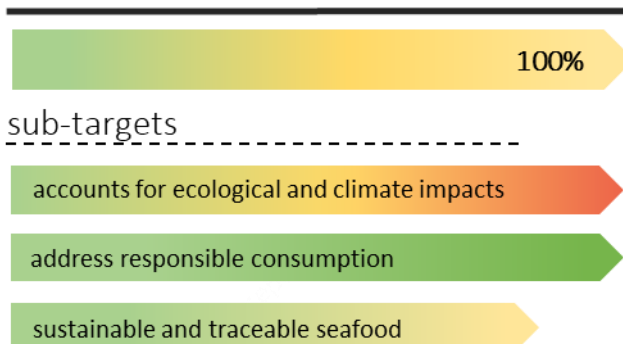 100%
sub-targets
accounts for ecological and climate impacts
address responsible consumption
sustainable and traceable seafood